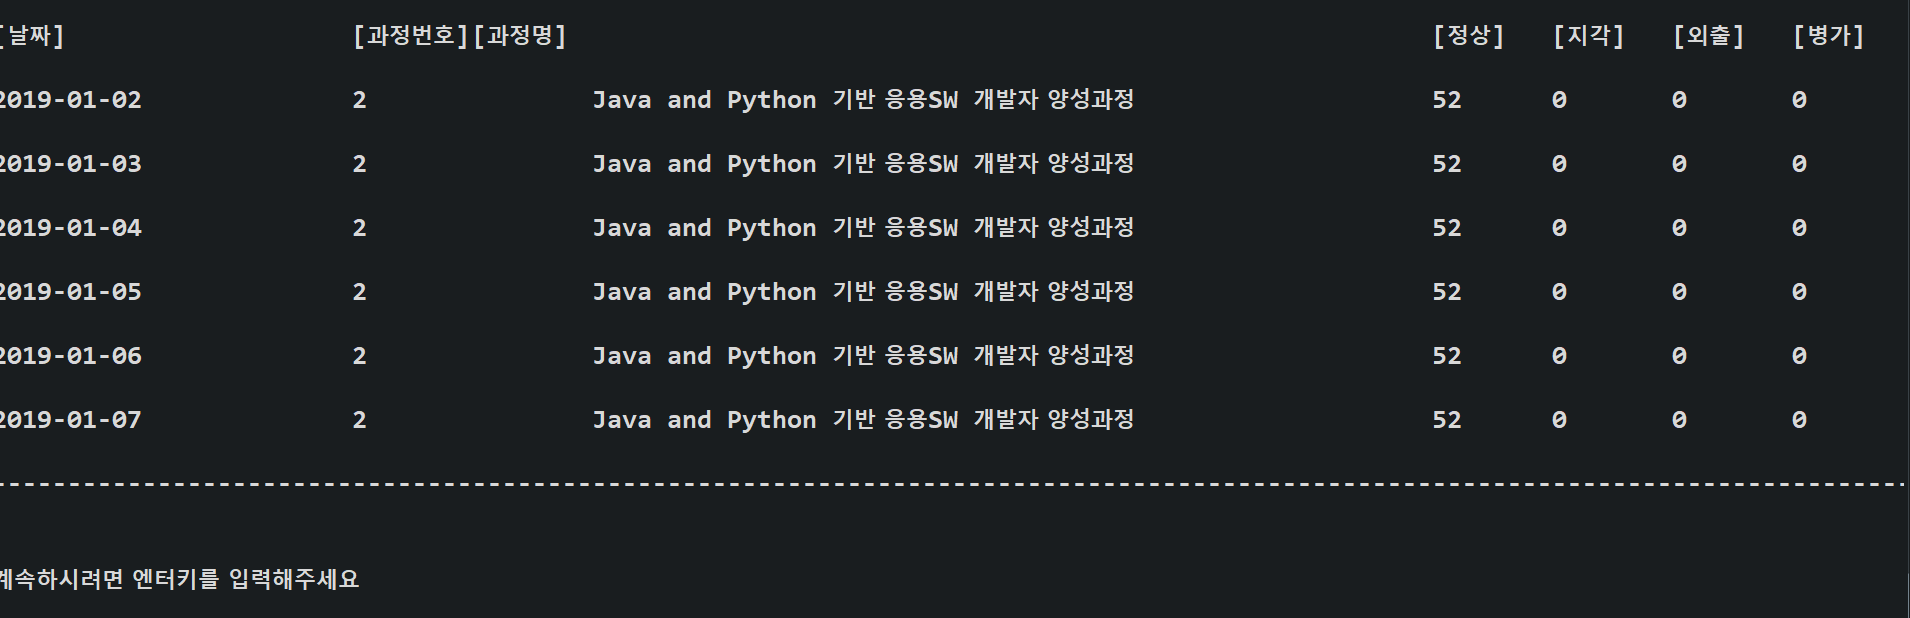 [날짜] [과정번호][과정명] [정상] [지각] [외출] [병가]
2019-01-02 2 Java and Python 기반 응용SW 개발자 양성과정 52 0 0 0
2019-01-03 2 Java and Python 기반 응용SW 개발자 양성과정 52 0 0 0
2019-01-04 2 Java and Python 기반 응용SW 개발자 양성과정 52 0 0 0
2019-01-05 2 Java and Python 기반 응용SW 개발자 양성과정 52 0 0 0
2019-01-06 2 Java and Python 기반 응용SW 개발자 양성과정 52 0 0 0
2019-01-07 2 Java and Python 기반 응용SW 개발자 양성과정 52 0 0 0
--------------------------------------------------------------------------------------------------------------------------------
계속하시려면 엔터키를 입력해주세요